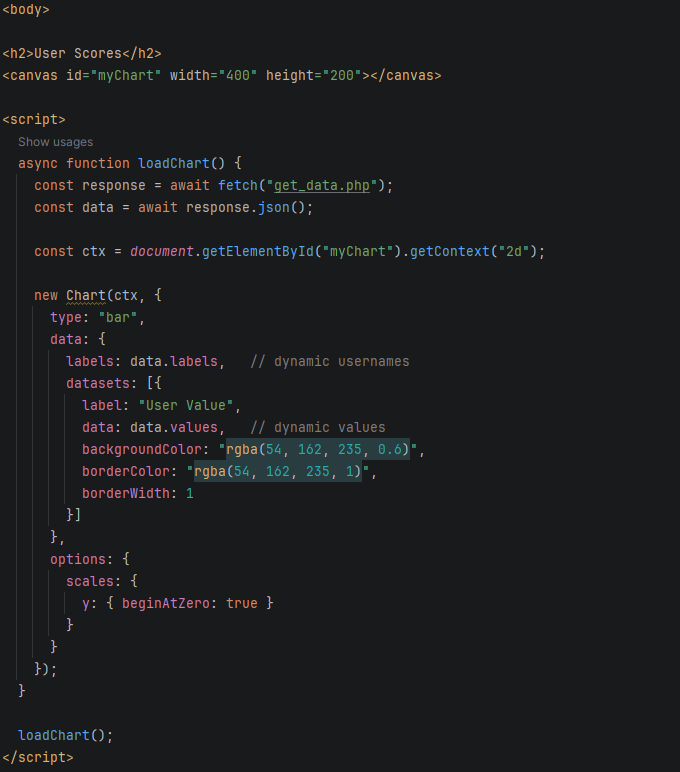 <body>
<h2>User Scores</h2>
<canvas id="myChart" width="400" height="200"></canvas>
<script>
Show usages
async function loadChart() {
const response = await fetch("get_data.php");
const data = await response.json();
const ctx = document.getElementById("myChart").getContext("2d");
new Chart(ctx, {
type: "bar",
data: {
labels: data.labels,   // dynamic usernames
datasets: [{
label: "User Value",
data: data.values,   // dynamic values
backgroundColor: "rgba(54, 162, 235, 0.6)",
borderColor: "rgba(54, 162, 235, 1)",
borderWidth: 1
}]
},
options: {
scales: {
y: { beginAtZero: true }
}
}
});
}
loadChart();
</script>